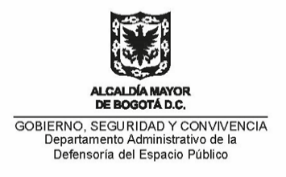 ALCALDÍA MAYOR
DE BOGOTÁ D.C.
GOBIERNO, SEGURIDAD Y CONVIVENCIA
Departamento Administrativo de la
Defensoría del Espacio Público